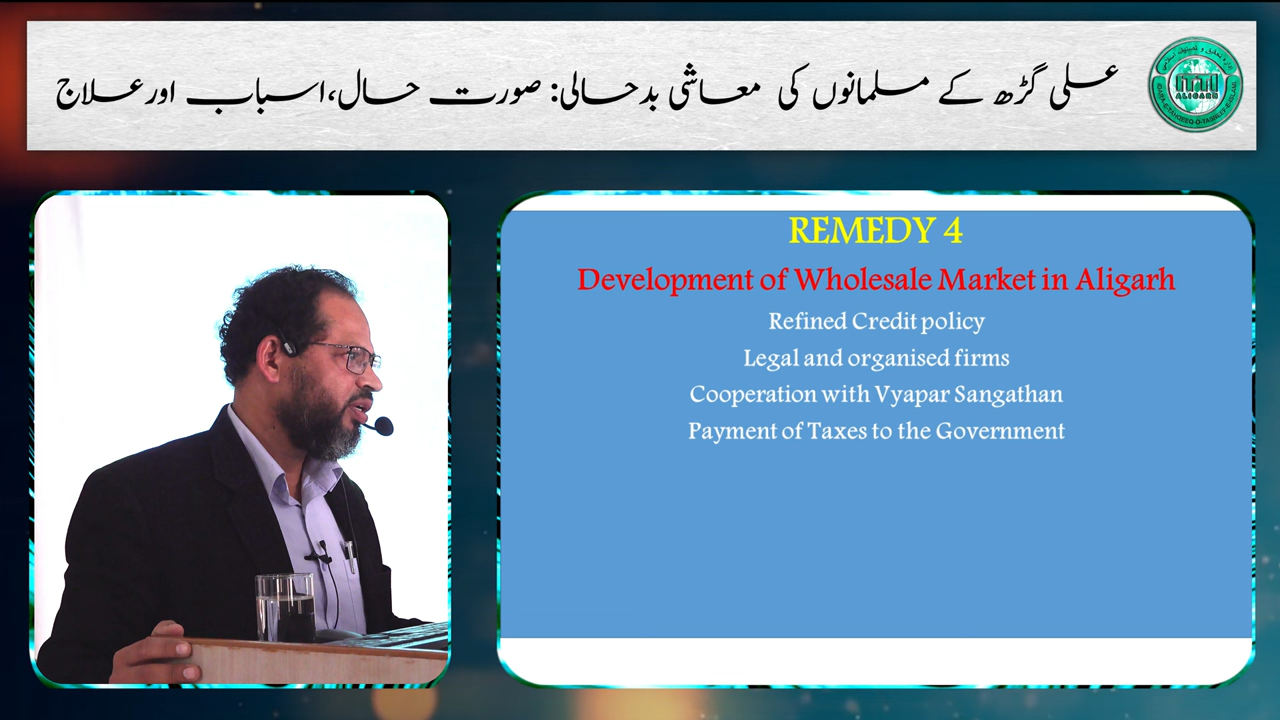 علی گڑھ کے مسلمانوں کی معاشی بدحالی: صورت حال،اسباب اور علاج
ALIGARH
REMEDY 4
Development of Wholesale Market in Aligarh
Refined Credit policy
Legal and organised firms
Cooperation with Vyapar Sangathan
Payment of Taxes to the Government